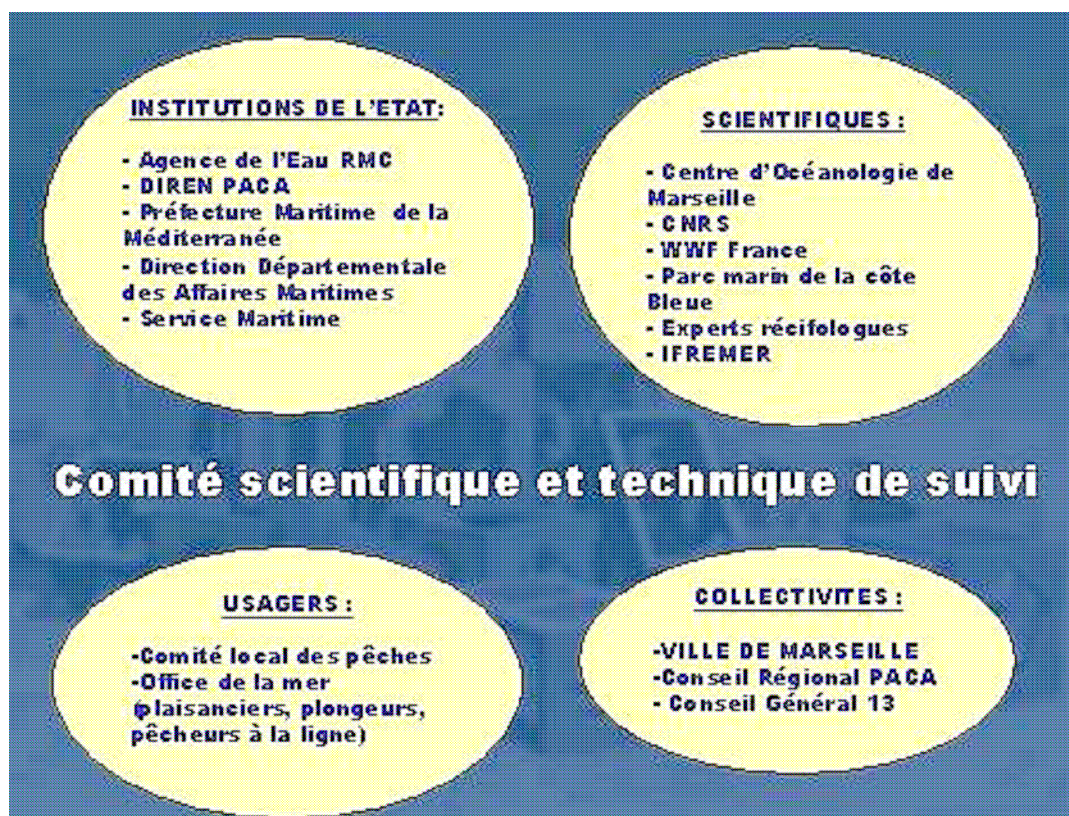 INSTITUTIONS DE L'ETAT:
- Agence de l'Eau RMC
- DIREN PACA
- Préfecture Maritime de la
Méditerranée
- Direction Départementale
des Affaires Maritimes
- Service Maritime
SCIENTIFIQUES :
- Centre d'Océanologie de
Marseille
- CNRS
- WWF France
- Parc marin de la côte
Bleue
- Experts récifologues
- IFREMER
Comité scientifique et technique de suivi
USAGERS :
-Comité local des pêches
-Office de la mer
(plaisanciers, plongeurs,
pêcheurs à la ligne)
COLLECTIVITES :
-VILLE DE MARSEILLE
-Conseil Régional PACA
- Conseil Général 13